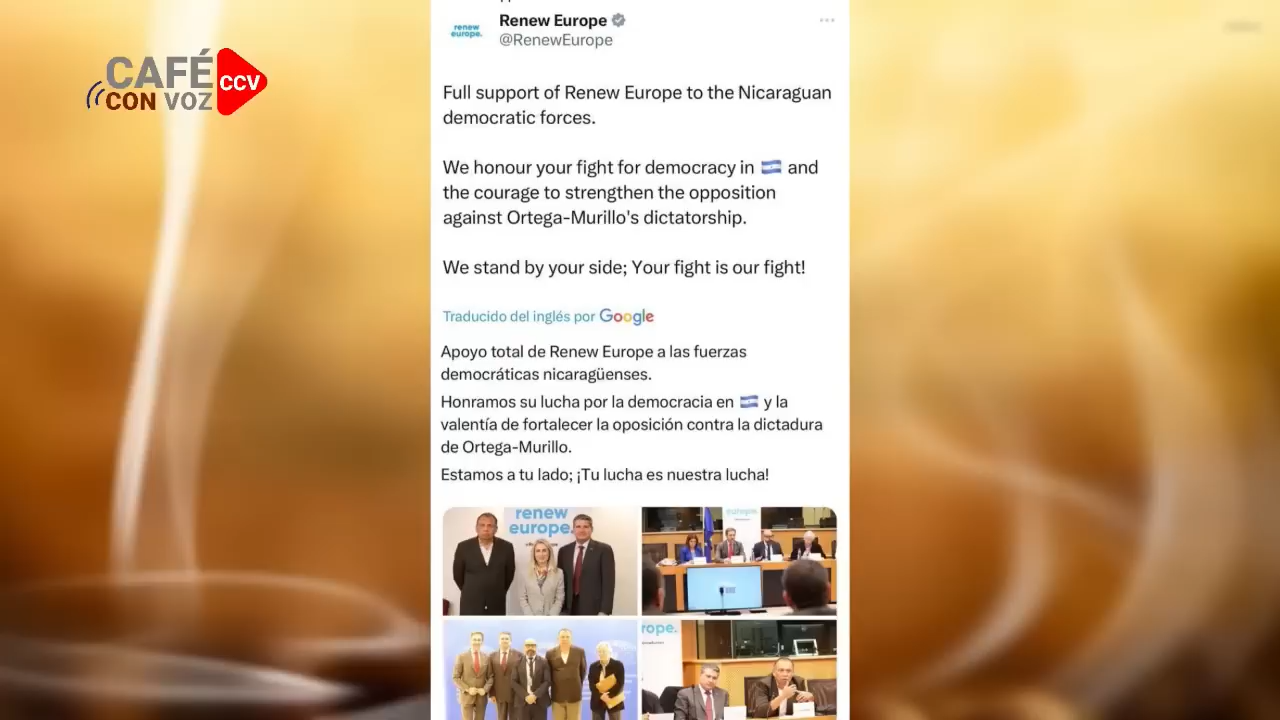 CAFÉ
CON VOZ
CCV
renew
europe.
Renew Europe
@RenewEurope
Full support of Renew Europe to the Nicaraguan
democratic forces.
We honour your fight for democracy in 🇳🇮 and
the courage to strengthen the opposition
against Ortega-Murillo's dictatorship.
We stand by your side; Your fight is our fight!
Traducido del inglés por Google
Apoyo total de Renew Europe a las fuerzas
democráticas nicaragüenses.
Honramos su lucha por la democracia en 🇳🇮 y la
valentía de fortalecer la oposición contra la dictadura
de Ortega-Murillo.
Estamos a tu lado; ¡Tu lucha es nuestra lucha!
renew
europe.
europe.
rope.